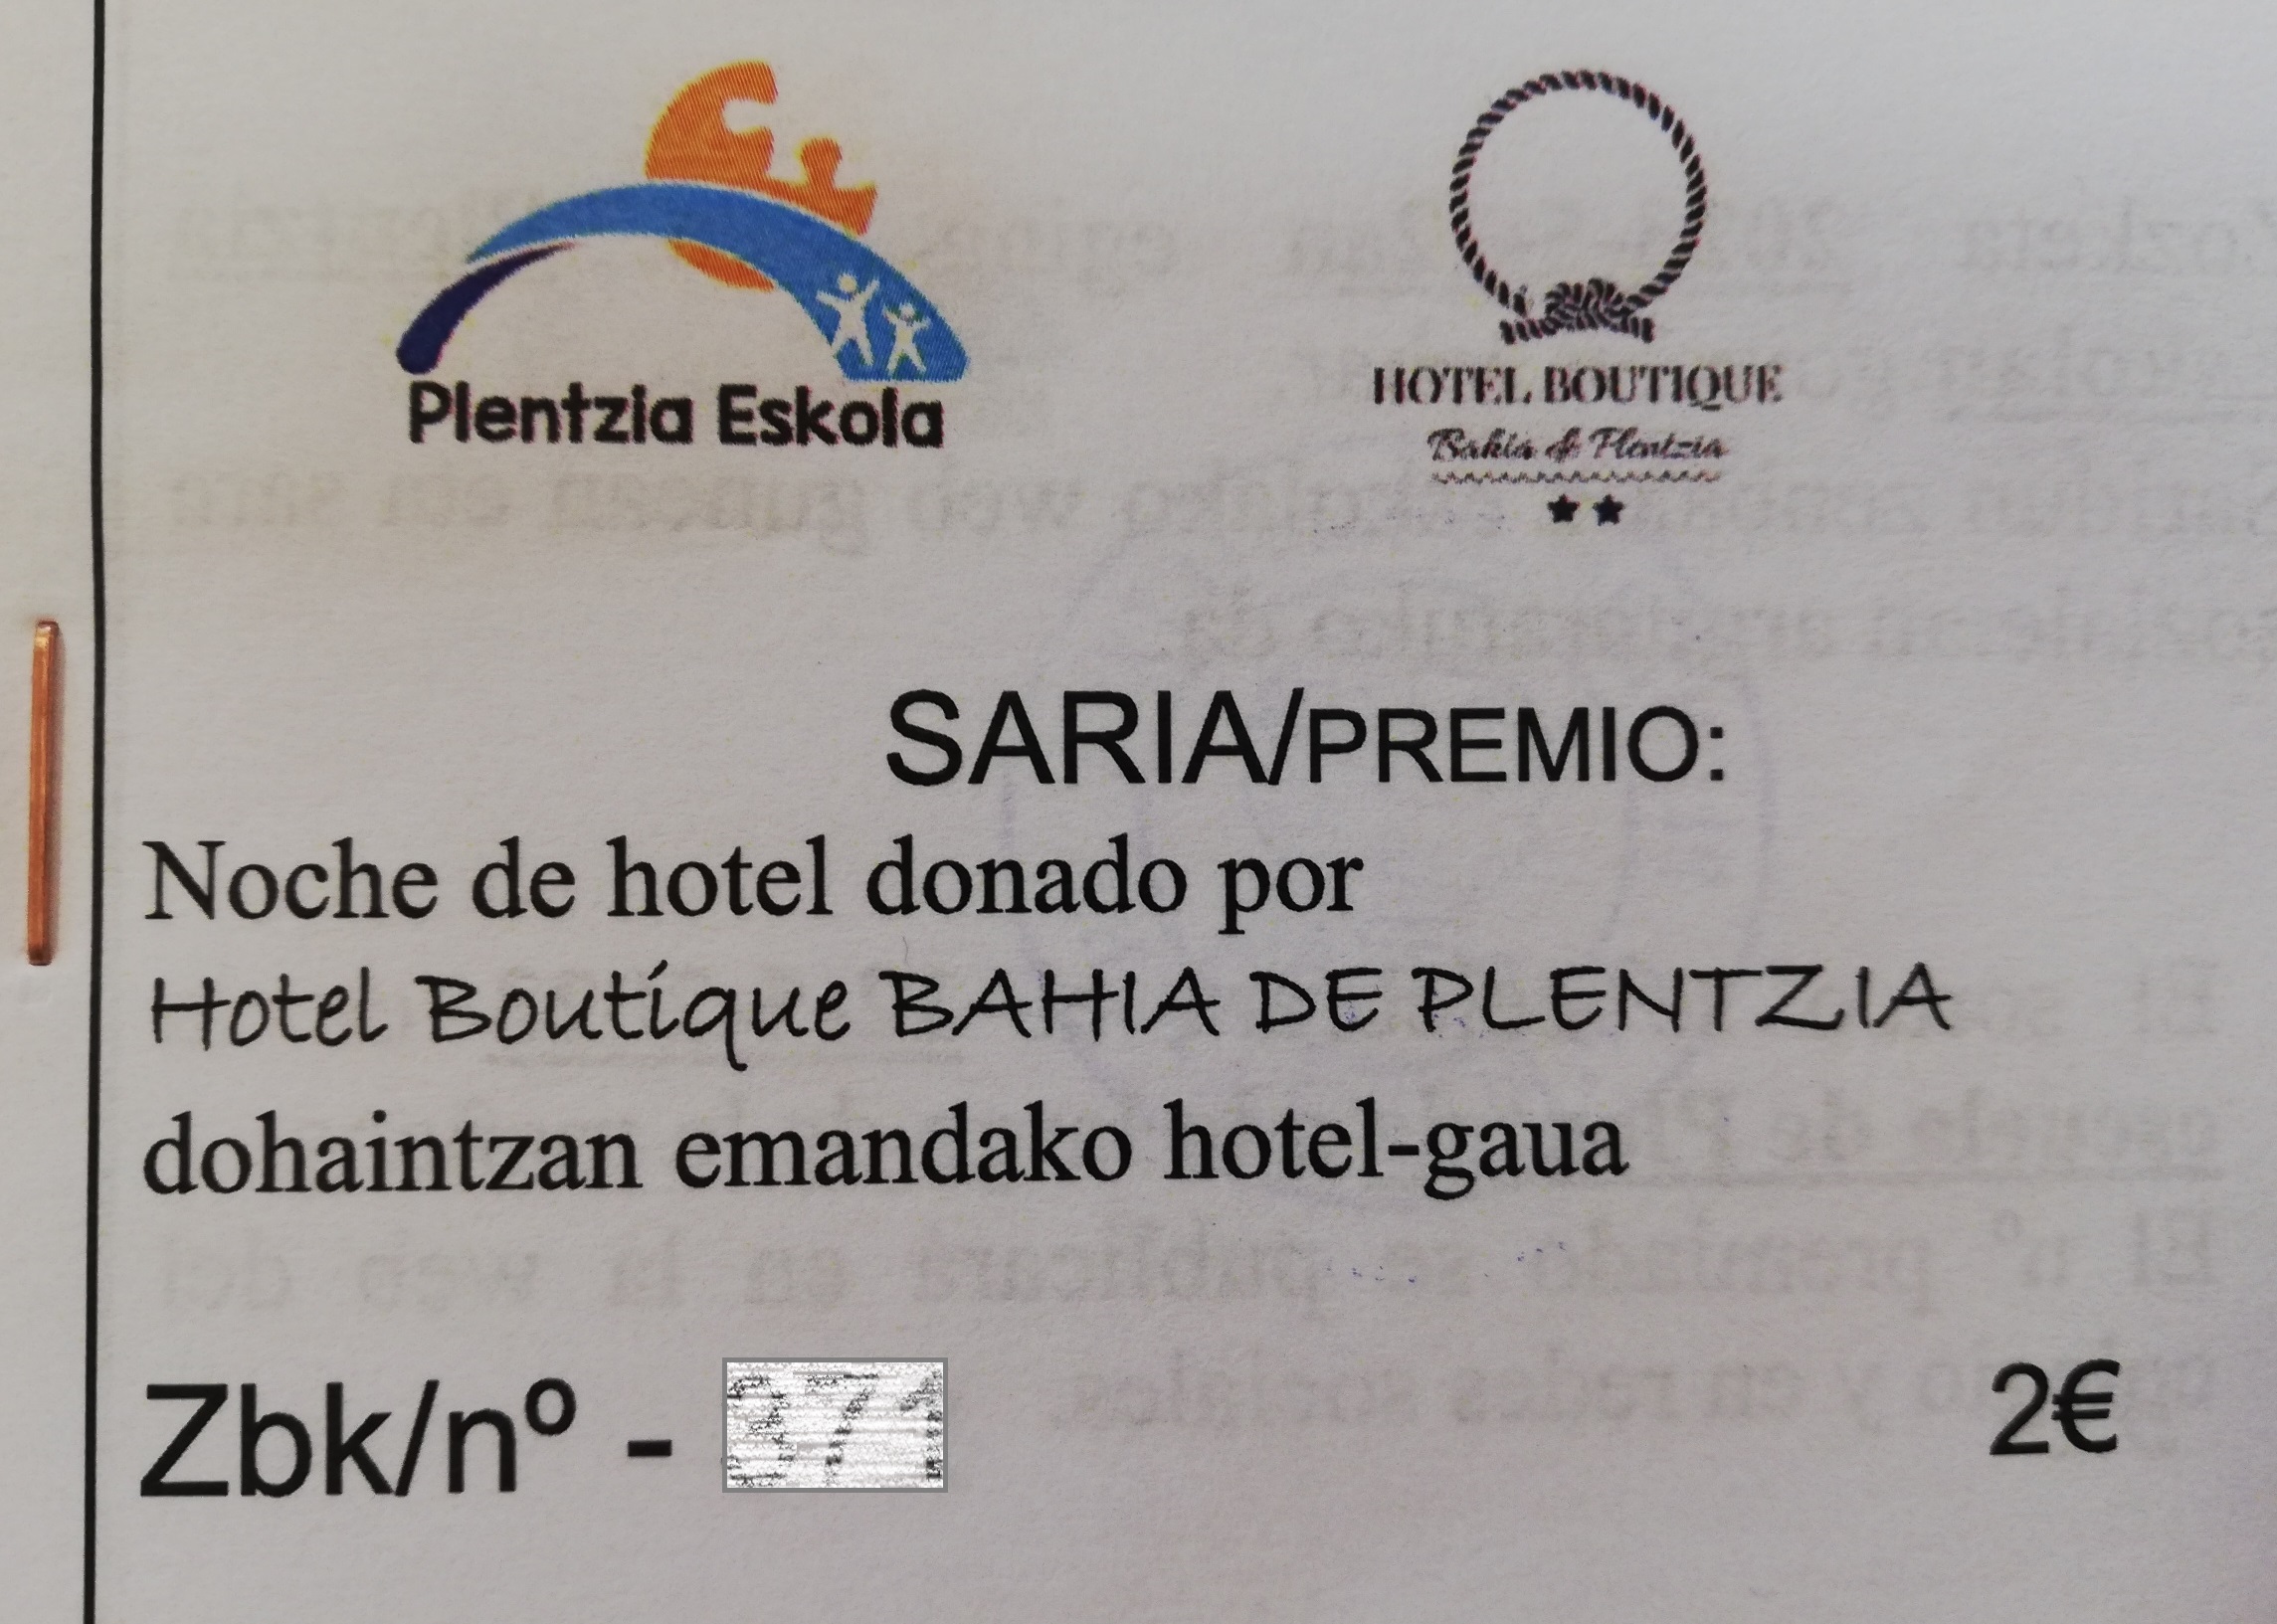 Plentzia Eskola
HOTEL BOUTIQUE
Bahia de Plentzia
SARIA/PREMIO:
Noche de hotel donado por
Hotel Boutique BAHIA DE PLENTZIA
dohaintzan emandako hotel-gaua
Zbk/nº - 371 2€